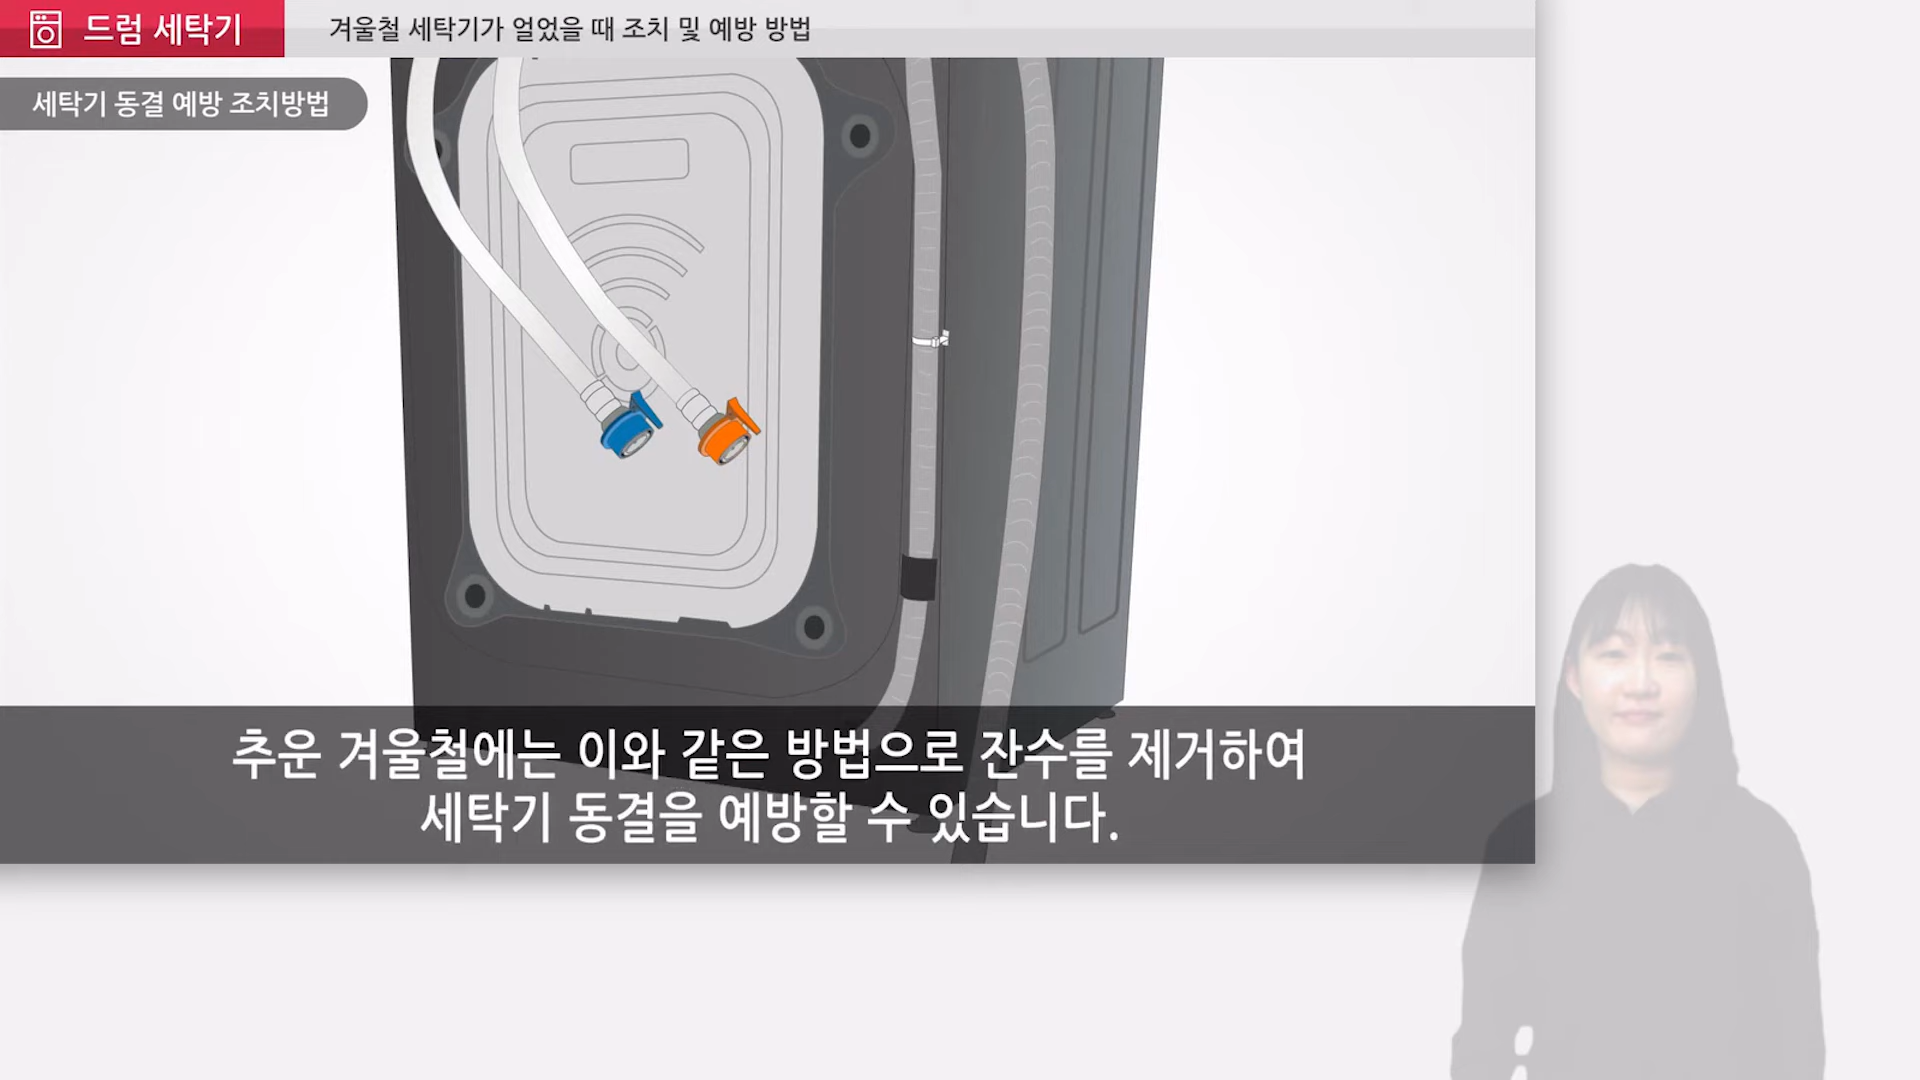 드럼 세탁기
겨울철 세탁기가 얼었을 때 조치 및 예방 방법
세탁기 동결 예방 조치방법
추운 겨울철에는 이와 같은 방법으로 잔수를 제거하여
세탁기 동결을 예방할 수 있습니다.